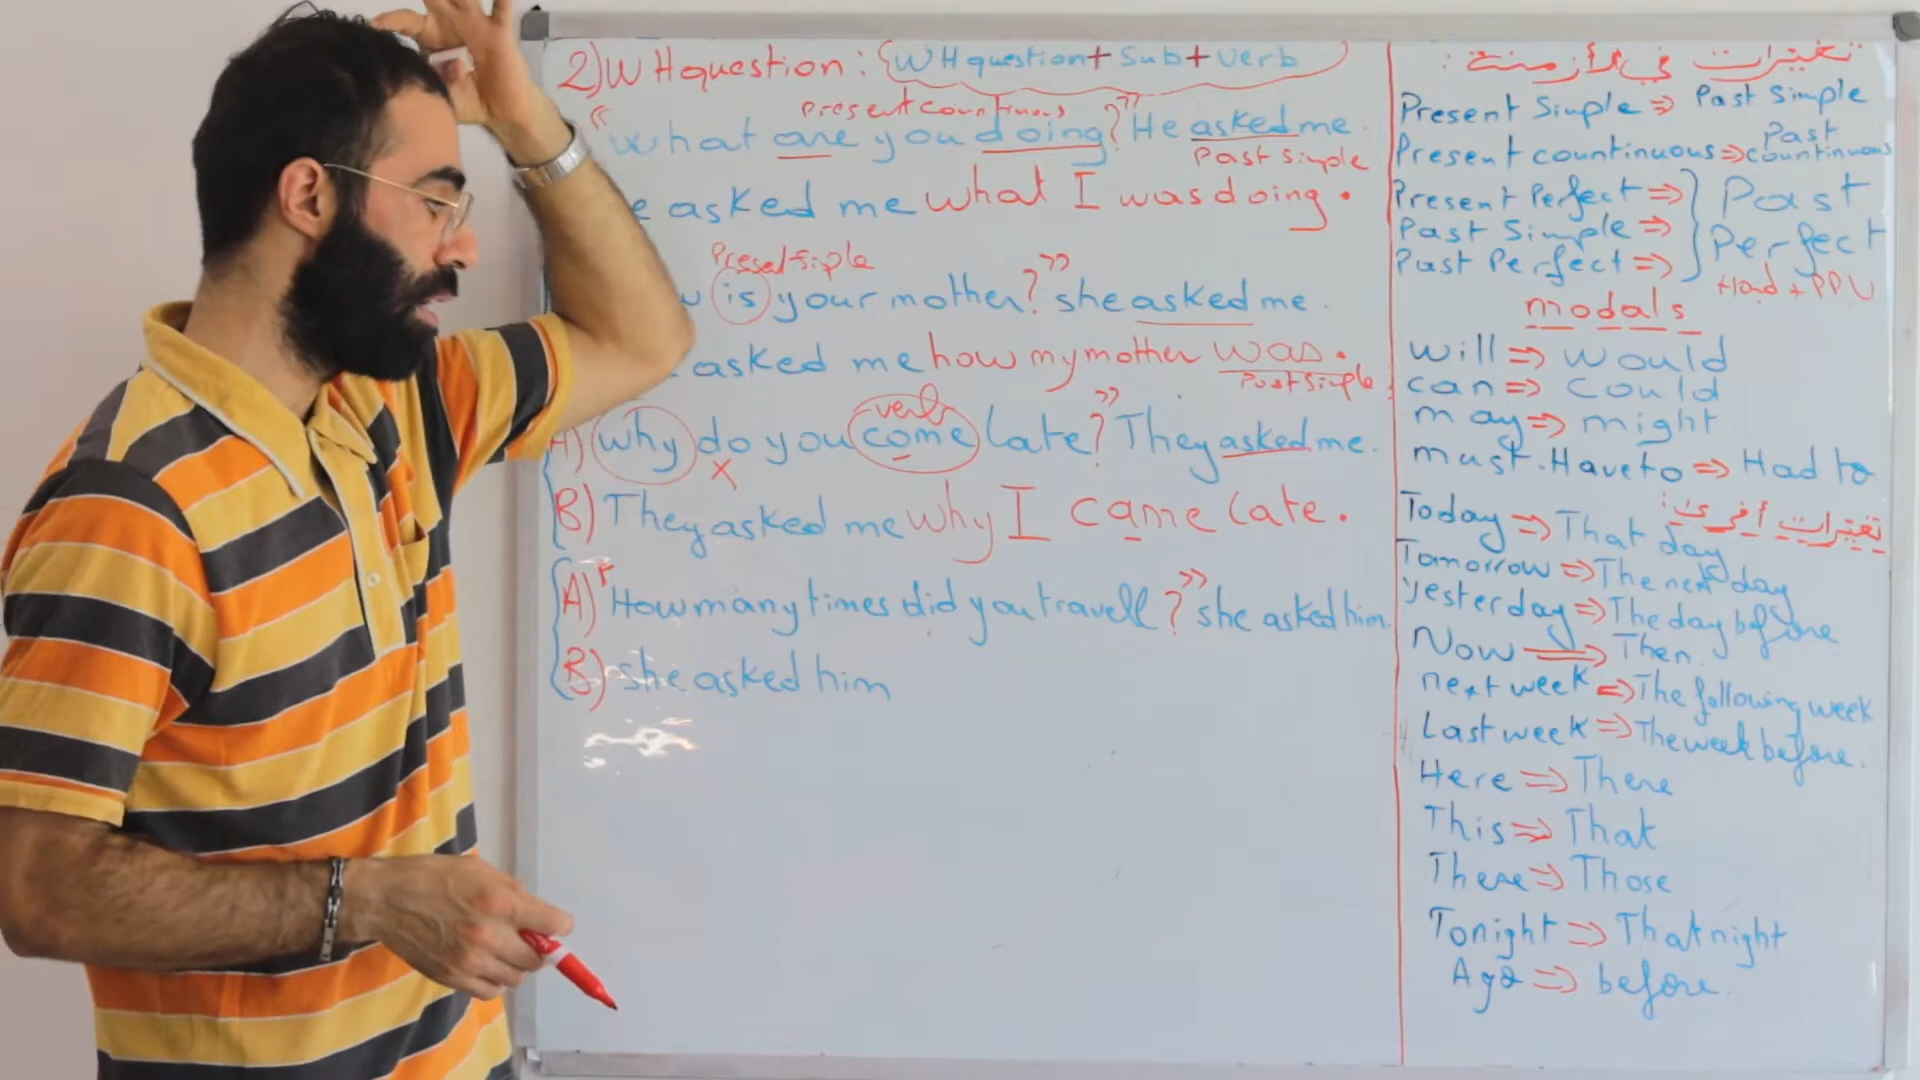 2) WH question : WH question + Sub + verb
Present countinuous
"What are you doing?" He asked me.
Past simple
asked me what I was doing.
is your mother?" she asked me.
asked me how my mother was.
Past simple
verb
A) why do you come late?" They asked me.
X
B) They asked me why I came late.
A) "How many times did you travell?" she asked him.
B) she asked him
تغيرات في الأزمنة :
Present Simple => Past Simple
Present countinuous => Past countinuous
Present Perfect =>
Past Simple =>
Past Perfect =>
Past Perfect
Had + PPV
modals
will => would
can => could
may => might
must . Have to => Had to
تغيرات أخرى :
Today => That day
Tomorrow => The next day
yesterday => The day before
Now => Then.
next week => The following week
Last week => The week before.
Here => There
This => That
These => Those
Tonight => That night
Ago => before.